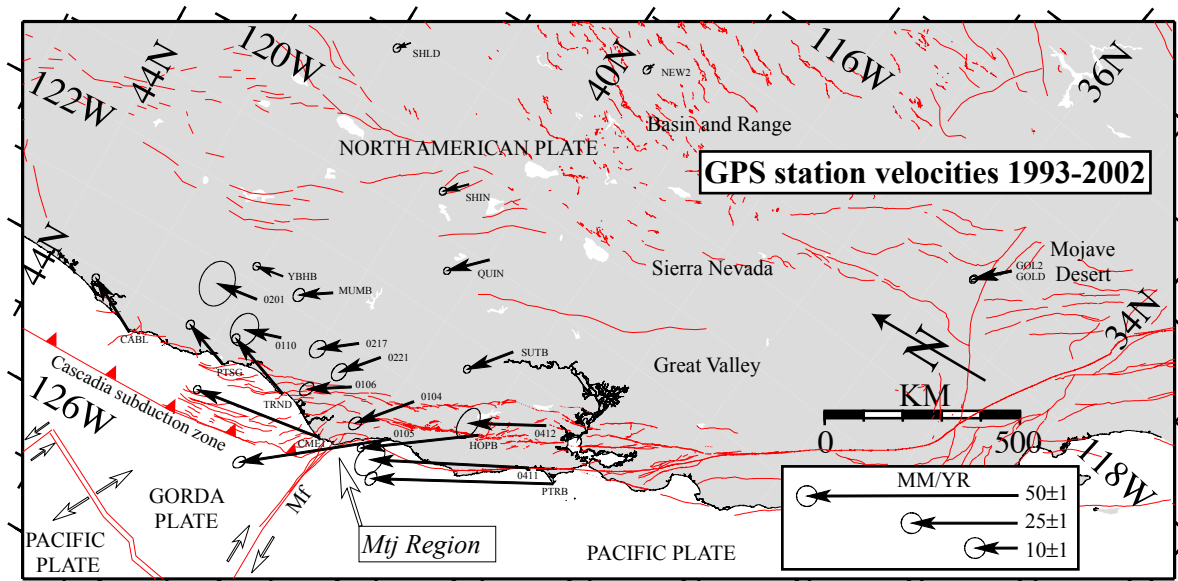 SHLD
120W
44N
122W
40N
NEW2
116W
36N
Basin and Range
NORTH AMERICAN PLATE
GPS station velocities 1993-2002
SHIN
44N
YBHB
QUIN
Sierra Nevada
Mojave
Desert
GOL2
GOLD
0201
MUMB
34N
CABL
0110
0217
0221
SUTB
Great Valley
N
PTSG
Cascadia subduction zone
126W
TRND
0106
0104
KM
0
500
CME1
0105
HOPB
0412
118W
0411
PTRB
MM/YR
50±1
25±1
10±1
GORDA
PLATE
Mf
PACIFIC
PLATE
Mtj Region
PACIFIC PLATE